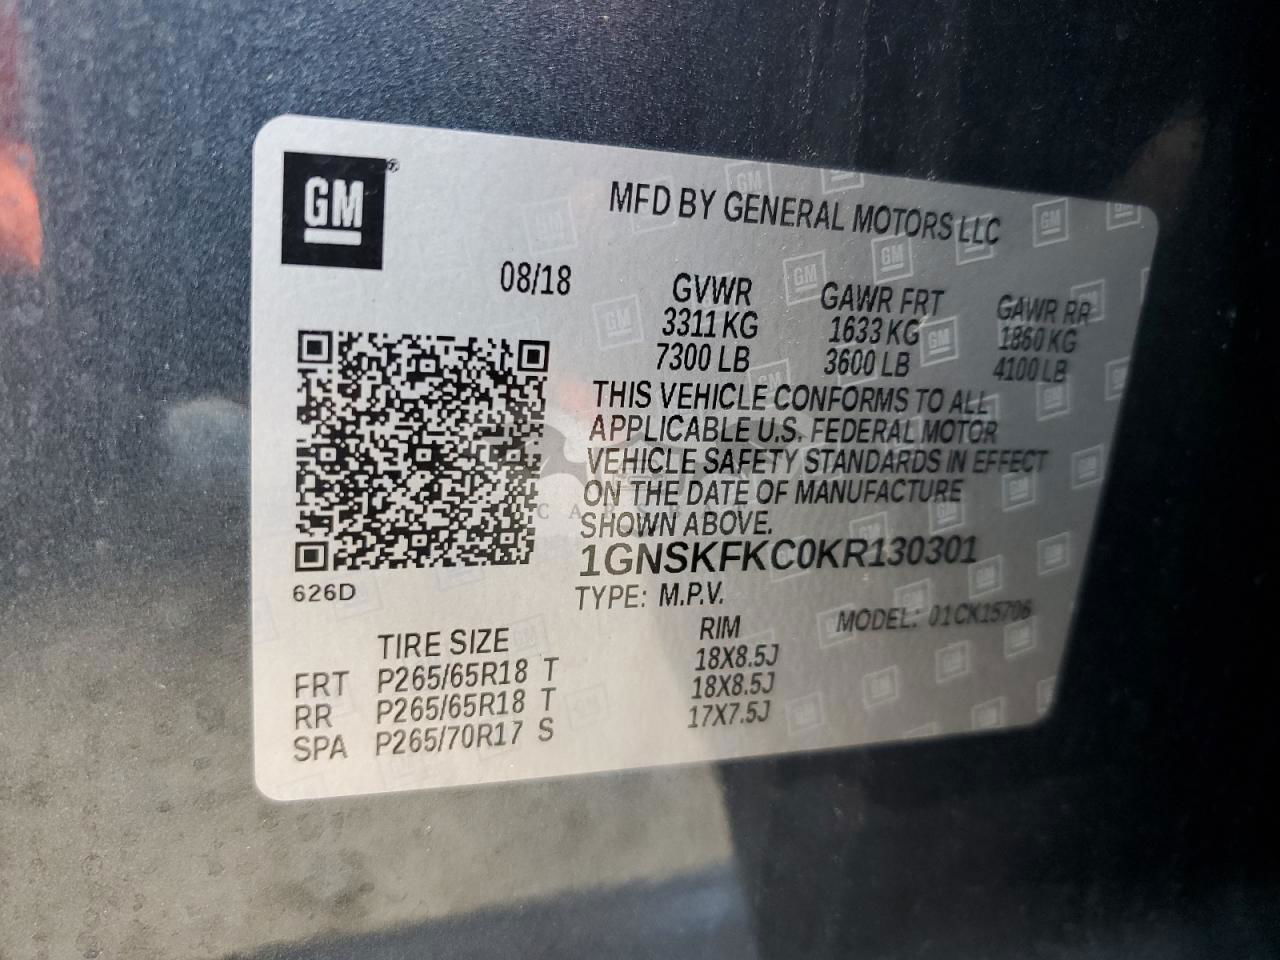 GM
MFD BY GENERAL MOTORS LLC
08/18
GVWR GAWR FRT GAWR RR
3311 KG 1633 KG 1860 KG
7300 LB 3600 LB 4100 LB
THIS VEHICLE CONFORMS TO ALL
APPLICABLE U.S. FEDERAL MOTOR
VEHICLE SAFETY STANDARDS IN EFFECT
ON THE DATE OF MANUFACTURE
SHOWN ABOVE.
1GNSKFKC0KR130301
626D
TYPE: M.P.V. MODEL: 01CK15706
TIRE SIZE RIM
FRT P265/65R18 T 18X8.5J
RR P265/65R18 T 18X8.5J
SPA P265/70R17 S 17X7.5J